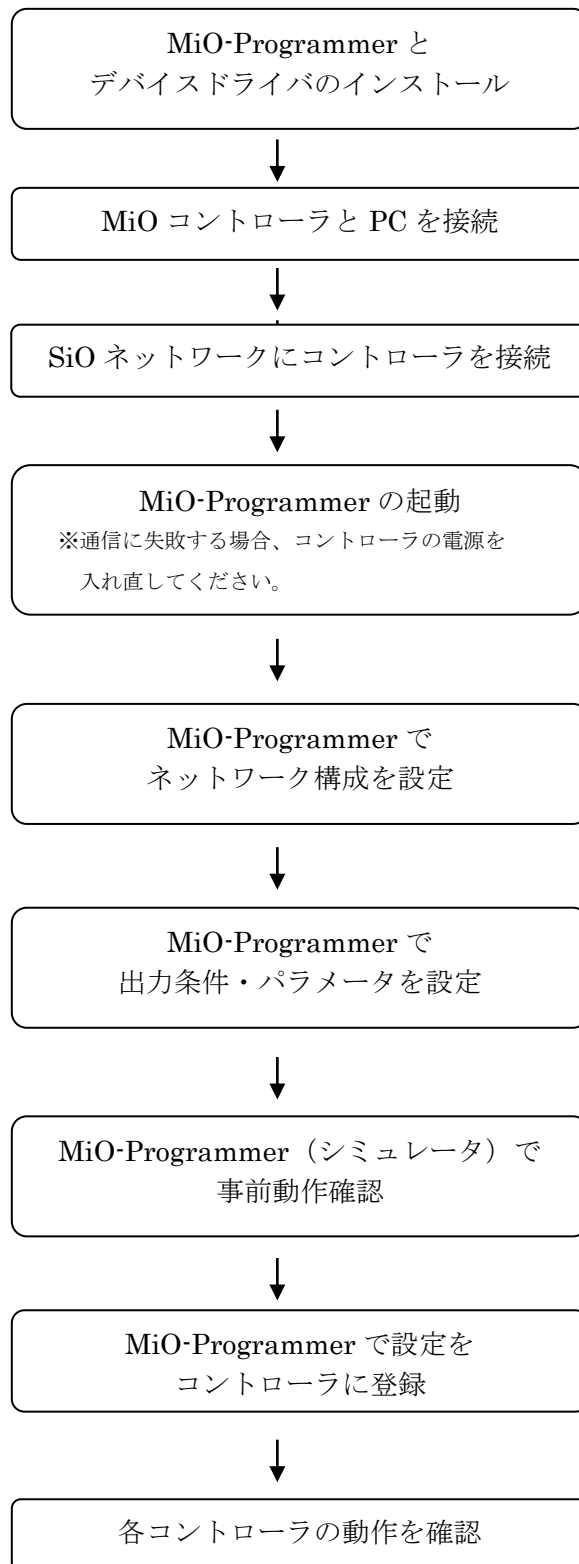 MiO-Programmer と
デバイスドライバのインストール
MiO コントローラと PC を接続
SiO ネットワークにコントローラを接続
MiO-Programmer の起動
※通信に失敗する場合、コントローラの電源を
入れ直してください。
MiO-Programmer で
ネットワーク構成を設定
MiO-Programmer で
出力条件・パラメータを設定
MiO-Programmer（シミュレータ）で
事前動作確認
MiO-Programmer で設定を
コントローラに登録
各コントローラの動作を確認